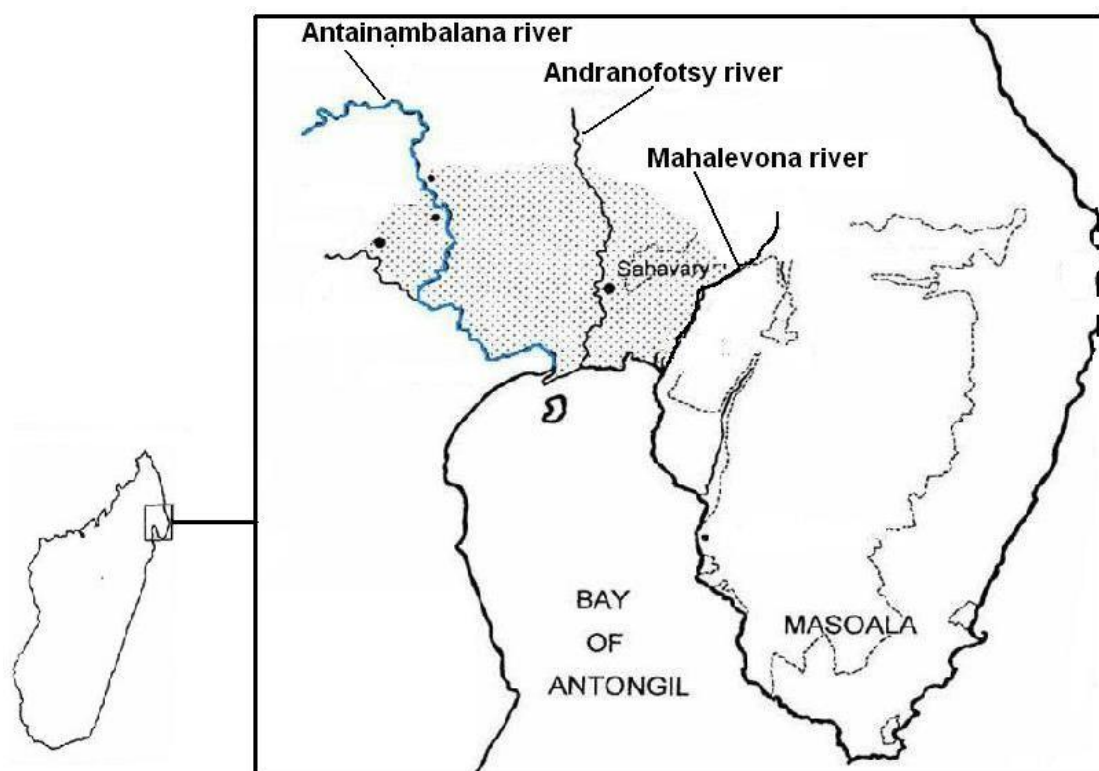 Antainambalana river
Andranofotsy river
Mahalevona river
Sahavary
BAY
OF
ANTONGIL
MASOALA